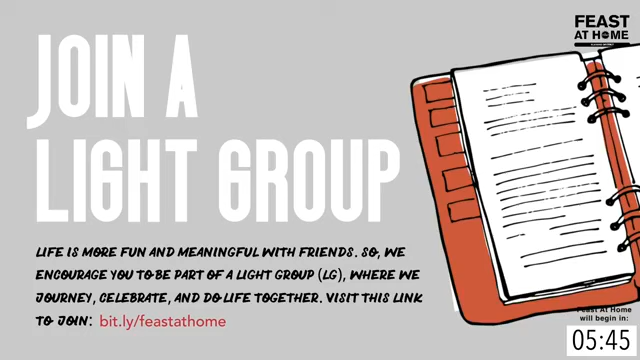 FEAST
AT HOME
JOIN A
LIGHT GROUP
LIFE IS MORE FUN AND MEANINGFUL WITH FRIENDS. SO, WE
ENCOURAGE YOU TO BE PART OF A LIGHT GROUP (LG), WHERE WE
JOURNEY, CELEBRATE, AND DO LIFE TOGETHER. VISIT THIS LINK
TO JOIN: bit.ly/feastathome
Feast At Home
will begin in:
05:45